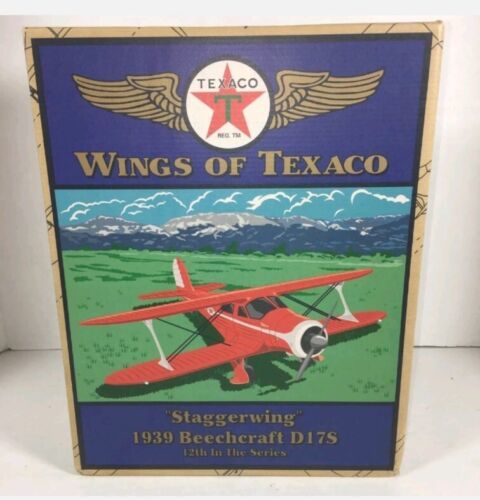 TEXACO
T
REG. TM
WINGS OF TEXACO
"Staggerwing"
1939 Beechcraft D17S
12th In The Series